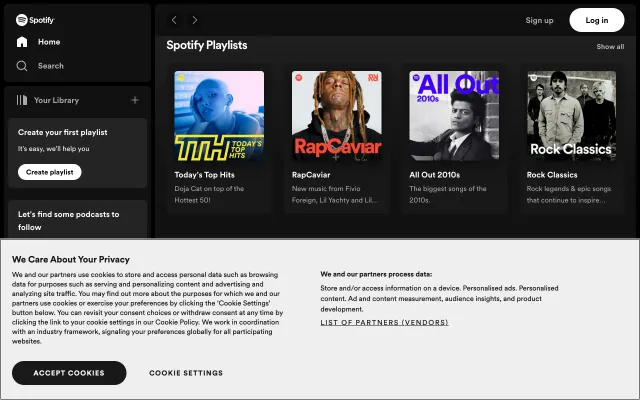 Spotify
Home
Search
Your Library
Create your first playlist
It's easy, we'll help you
Create playlist
Let's find some podcasts to
follow
Sign up
Log in
Spotify Playlists
Show all
TTH TODAY'S
TOP
HITS
Today's Top Hits
Doja Cat on top of the
Hottest 50!
RapCaviar
RapCaviar
New music from Fivio
Foreign, Lil Yachty and Lil...
All Out
2010s
All Out 2010s
The biggest songs of the
2010s.
Rock Classics
Rock Classics
Rock legends & epic songs
that continue to inspire...
We Care About Your Privacy
We and our partners use cookies to store and access personal data such as browsing
data for purposes such as serving and personalizing content and advertising and
analyzing site traffic. You may find out more about the purposes for which we and our
partners use cookies or exercise your preferences by clicking the 'Cookie Settings'
button below. You can revisit your consent choices or withdraw consent at any time by
clicking the link to your cookie settings in our Cookie Policy. We work in coordination
with an industry framework, signaling your preferences globally for all participating
websites.
We and our partners process data:
Store and/or access information on a device. Personalised ads. Personalised
content. Ad and content measurement, audience insights, and product
development.
LIST OF PARTNERS (VENDORS)
ACCEPT COOKIES
COOKIE SETTINGS